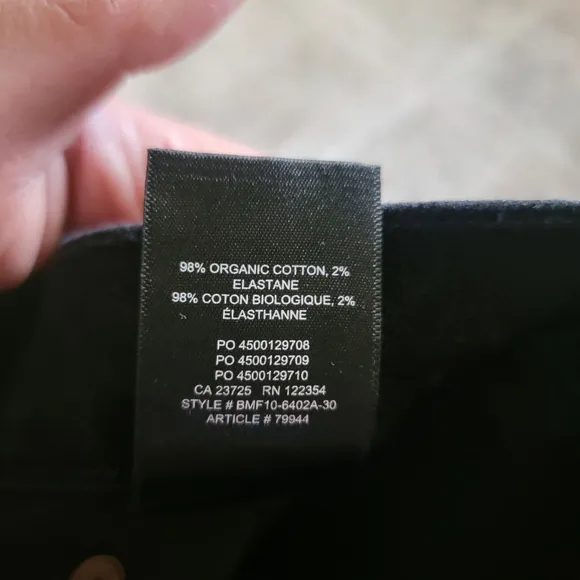 98% ORGANIC COTTON, 2%
ELASTANE
98% COTON BIOLOGIQUE, 2%
ÉLASTHANNE
PO 4500129708
PO 4500129709
PO 4500129710
CA 23725 RN 122354
STYLE # BMF10-6402A-30
ARTICLE # 79944